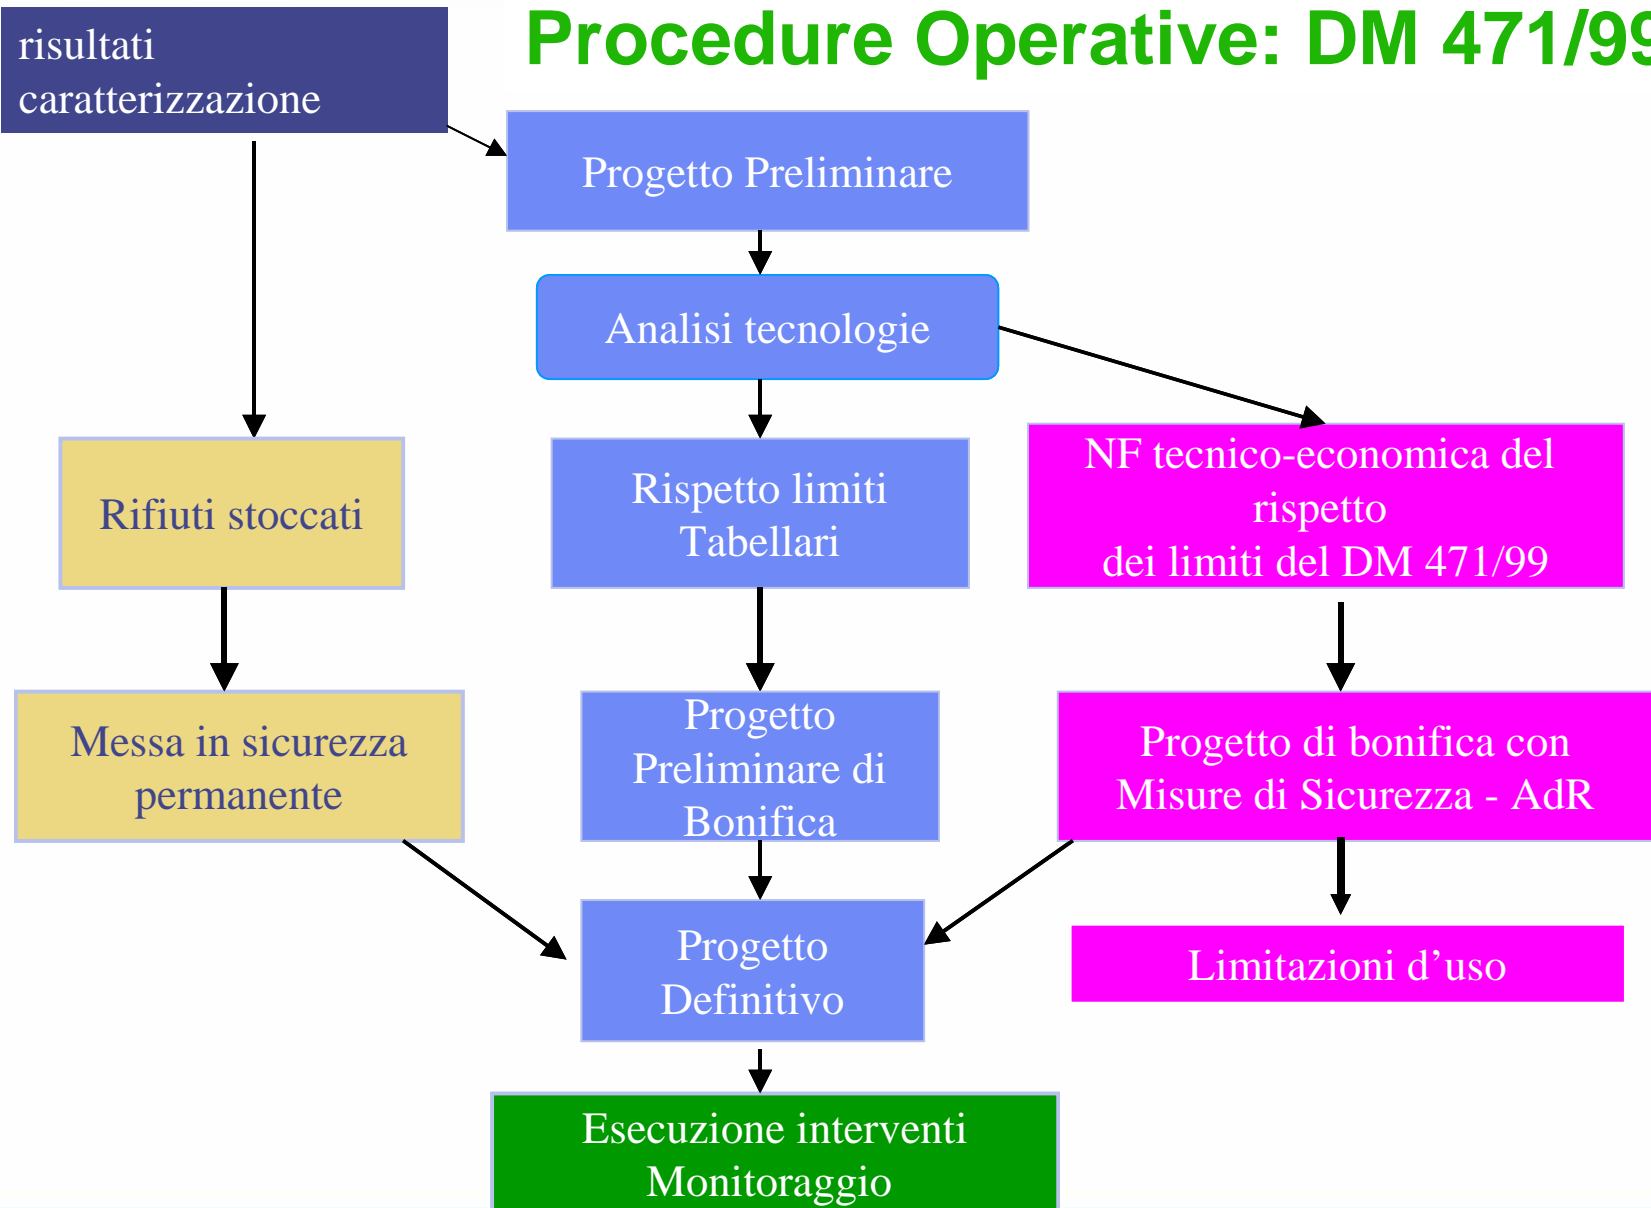 Procedure Operative: DM 471/99
risultati
caratterizzazione
Progetto Preliminare
Analisi tecnologie
Rifiuti stoccati
Rispetto limiti
Tabellari
NF tecnico-economica del
rispetto
dei limiti del DM 471/99
Messa in sicurezza
permanente
Progetto
Preliminare di
Bonifica
Progetto di bonifica con
Misure di Sicurezza - AdR
Progetto
Definitivo
Limitazioni d’uso
Esecuzione interventi
Monitoraggio